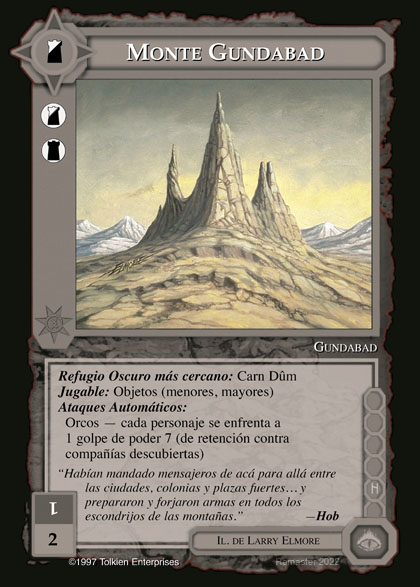 Monte Gundabad
Elmore
Gundabad
Refugio Oscuro más cercano: Carn Dûm
Jugable: Objetos (menores, mayores)
Ataques Automáticos:
Orcos — cada personaje se enfrenta a
1 golpe de poder 7 (de retención contra
compañías descubiertas)
“Habían mandado mensajeros de acá para allá entre
las ciudades, colonias y plazas fuertes… y
prepararon y forjaron armas en todos los
escondrijos de las montañas.” —Hob
H
1
2
Il. de Larry Elmore
©1997 Tolkien Enterprises
Remaster 2022